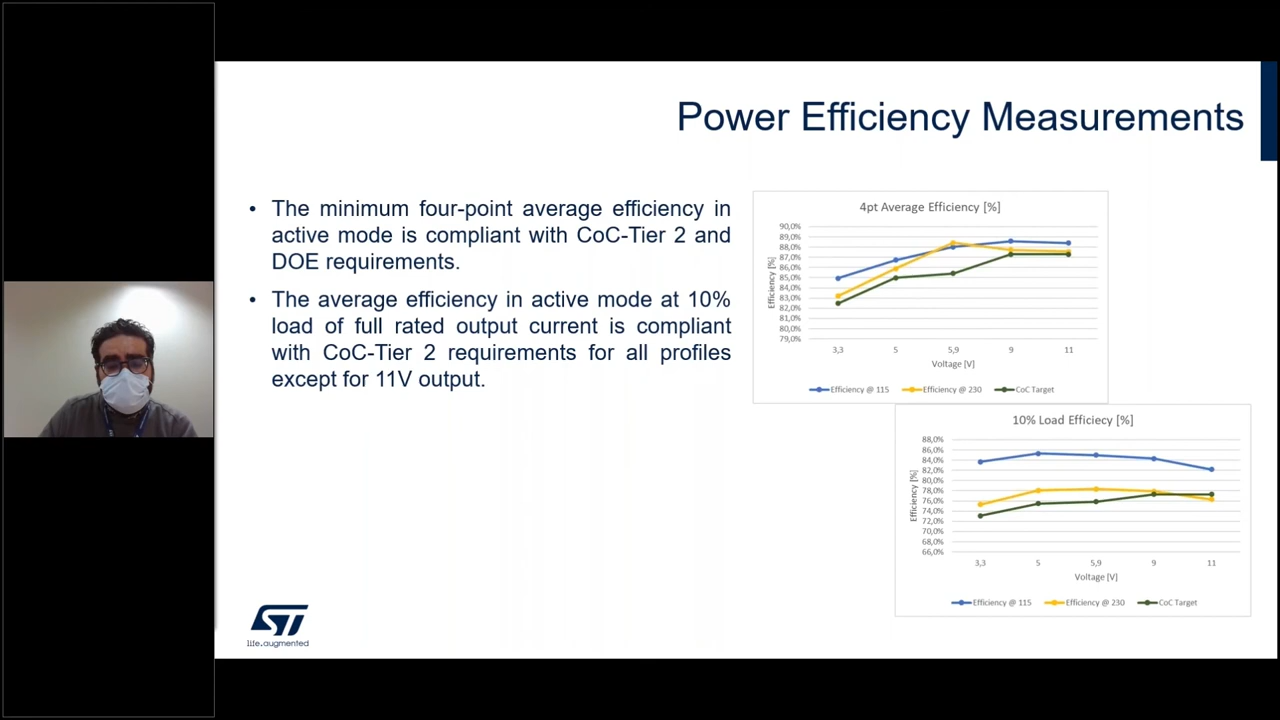 Power Efficiency Measurements
• The minimum four-point average efficiency in
active mode is compliant with CoC-Tier 2 and
DOE requirements.
• The average efficiency in active mode at 10%
load of full rated output current is compliant
with CoC-Tier 2 requirements for all profiles
except for 11V output.
4pt Average Efficiency [%]
90,0%
89,0%
88,0%
87,0%
86,0%
85,0%
84,0%
83,0%
82,0%
81,0%
80,0%
79,0%
Efficiency [%]
3,3 5 5,9 9 11
Voltage [V]
Efficiency @ 115 Efficiency @ 230 CoC Target
10% Load Efficiecy [%]
88,0%
86,0%
84,0%
82,0%
80,0%
78,0%
76,0%
74,0%
72,0%
70,0%
68,0%
66,0%
Efficiency [%]
3,3 5 5,9 9 11
Voltage [V]
Efficiency @ 115 Efficiency @ 230 CoC Target
ST
life.augmented